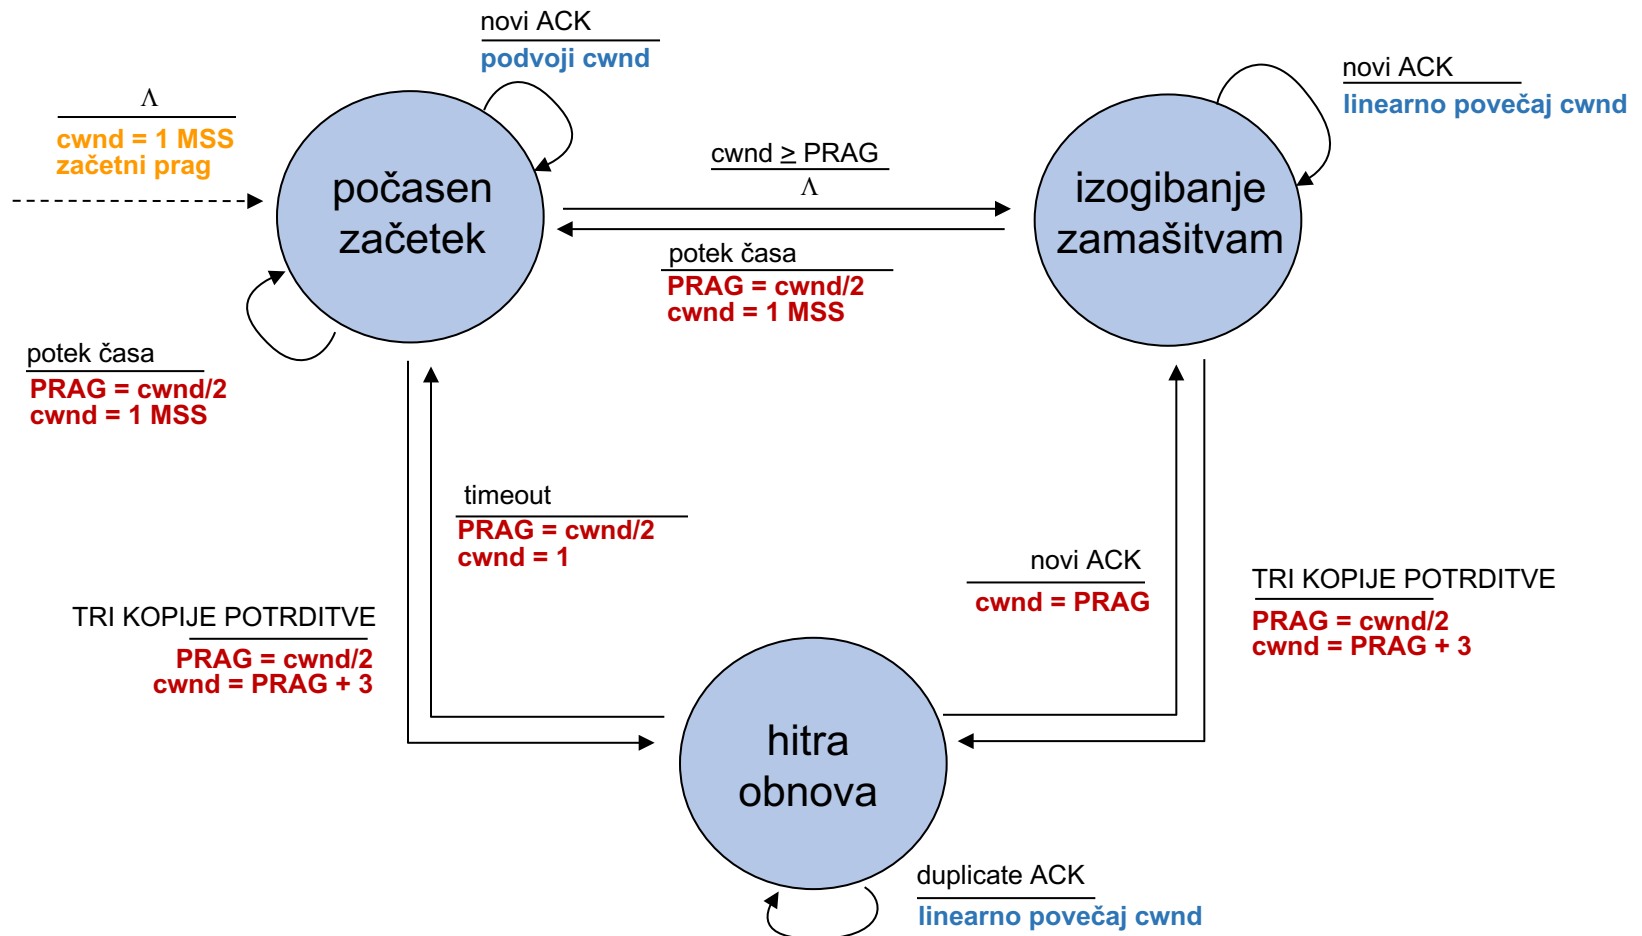 novi ACK
podvoji cwnd
Λ
cwnd = 1 MSS
začetni prag
počasen
začetek
cwnd ≥ PRAG
Λ
potek časa
PRAG = cwnd/2
cwnd = 1 MSS
izogibanje
zamašitvam
novi ACK
linearno povečaj cwnd
potek časa
PRAG = cwnd/2
cwnd = 1 MSS
timeout
PRAG = cwnd/2
cwnd = 1
TRI KOPIJE POTRDITVE
PRAG = cwnd/2
cwnd = PRAG + 3
novi ACK
cwnd = PRAG
TRI KOPIJE POTRDITVE
PRAG = cwnd/2
cwnd = PRAG + 3
hitra
obnova
duplicate ACK
linearno povečaj cwnd